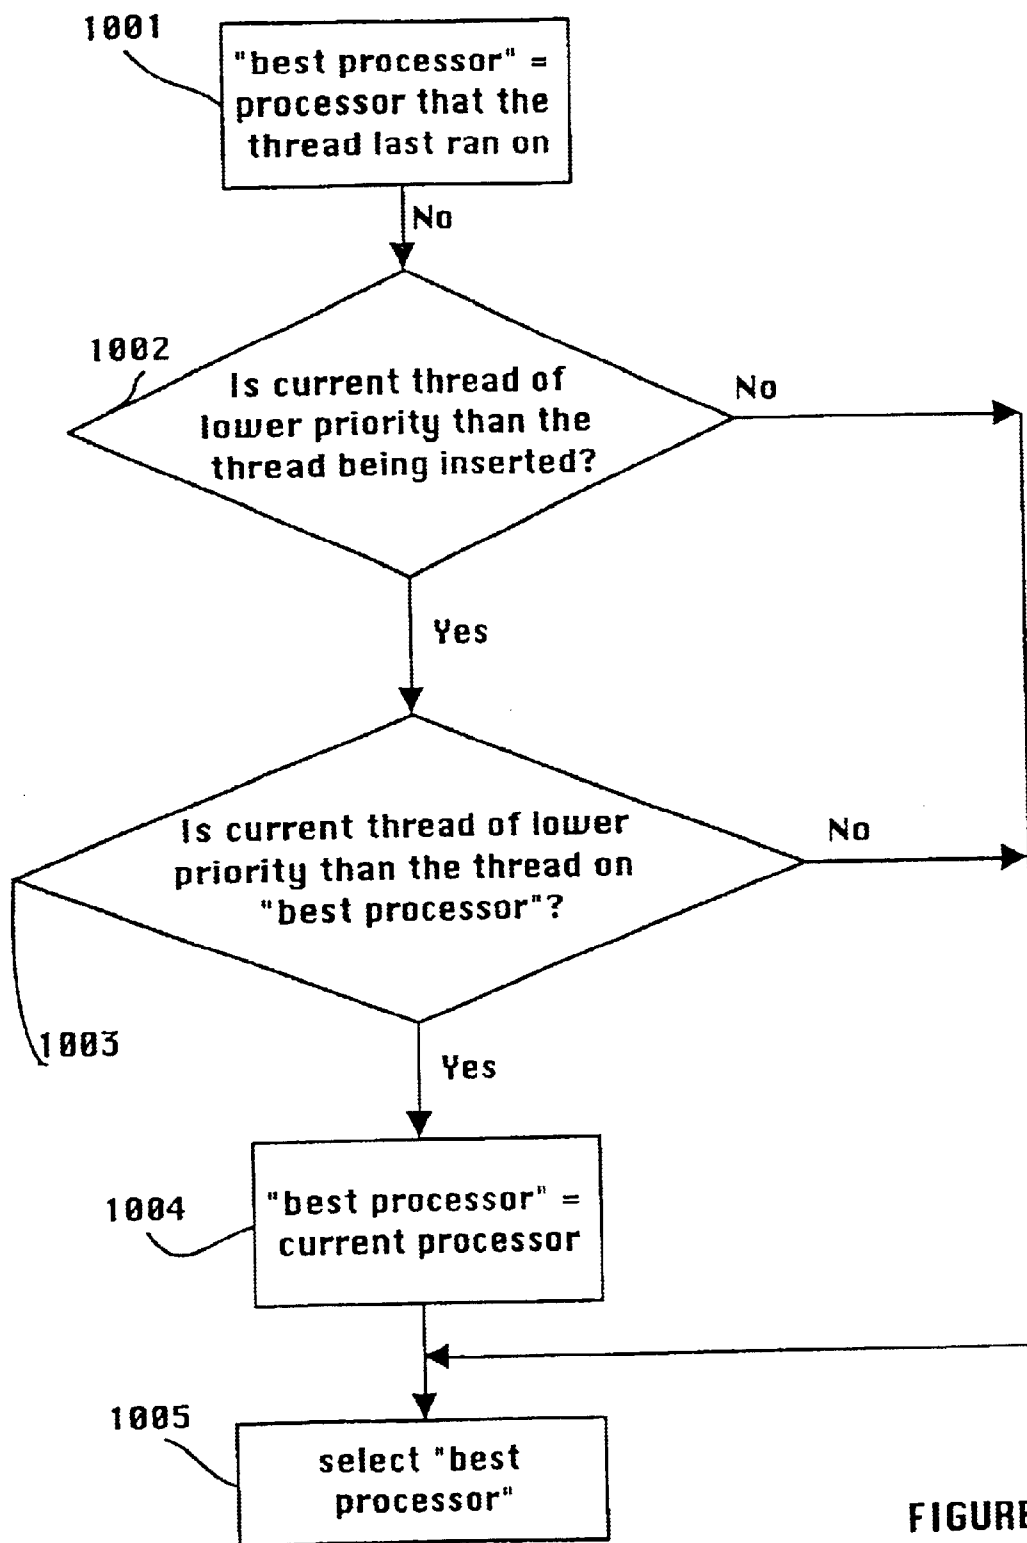 1001
"best processor" =
processor that the
thread last ran on
No
1002
Is current thread of
lower priority than the
thread being inserted?
No
Yes
Is current thread of lower
priority than the thread on
"best processor"?
No
1003
Yes
1004
"best processor" =
current processor
1005
select "best
processor"
FIGURE